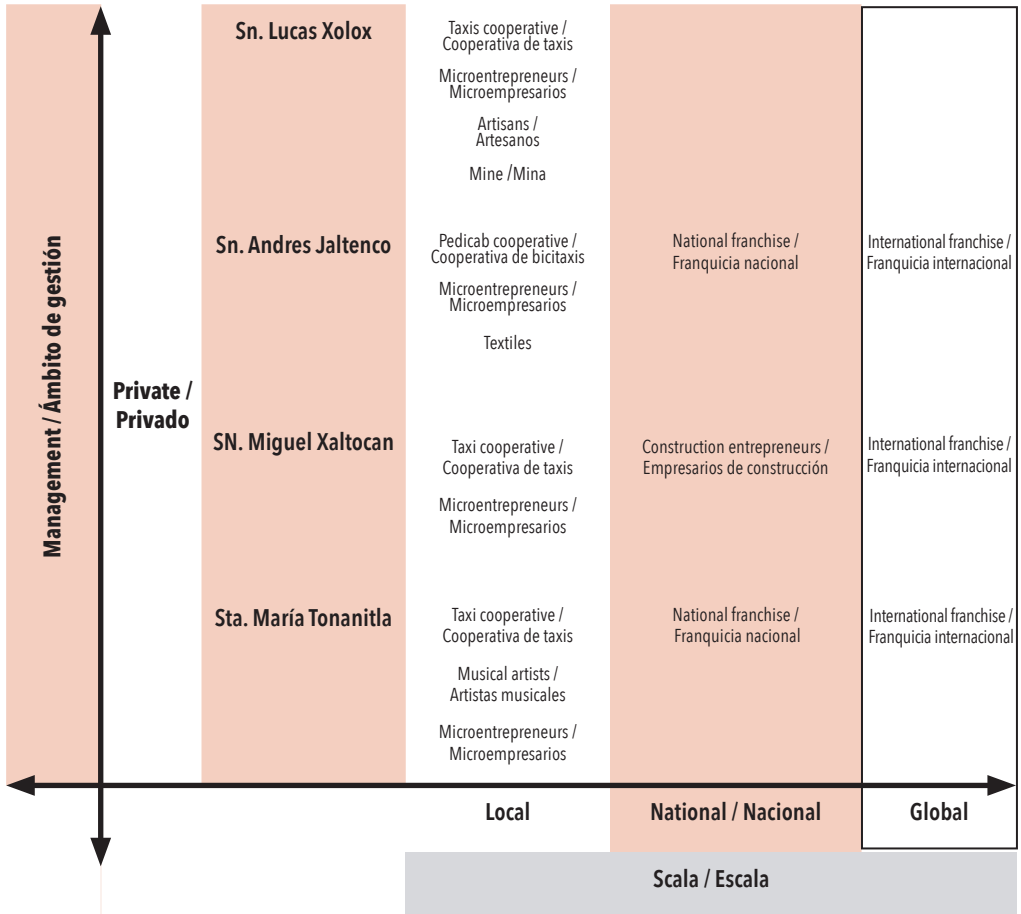 Management / Ámbito de gestión
Private /
Privado
Sn. Lucas Xolox
Taxis cooperative /
Cooperativa de taxis
Microentrepreneurs /
Microempresarios
Artisans /
Artesanos
Mine /Mina
Sn. Andres Jaltenco
Pedicab cooperative /
Cooperativa de bicitaxis
Microentrepreneurs /
Microempresarios
Textiles
National franchise /
Franquicia nacional
International franchise /
Franquicia internacional
SN. Miguel Xaltocan
Taxi cooperative /
Cooperativa de taxis
Microentrepreneurs /
Microempresarios
Construction entrepreneurs /
Empresarios de construcción
International franchise /
Franquicia internacional
Sta. María Tonanitla
Taxi cooperative /
Cooperativa de taxis
Musical artists /
Artistas musicales
Microentrepreneurs /
Microempresarios
National franchise /
Franquicia nacional
International franchise /
Franquicia internacional
Local
National / Nacional
Global
Scala / Escala